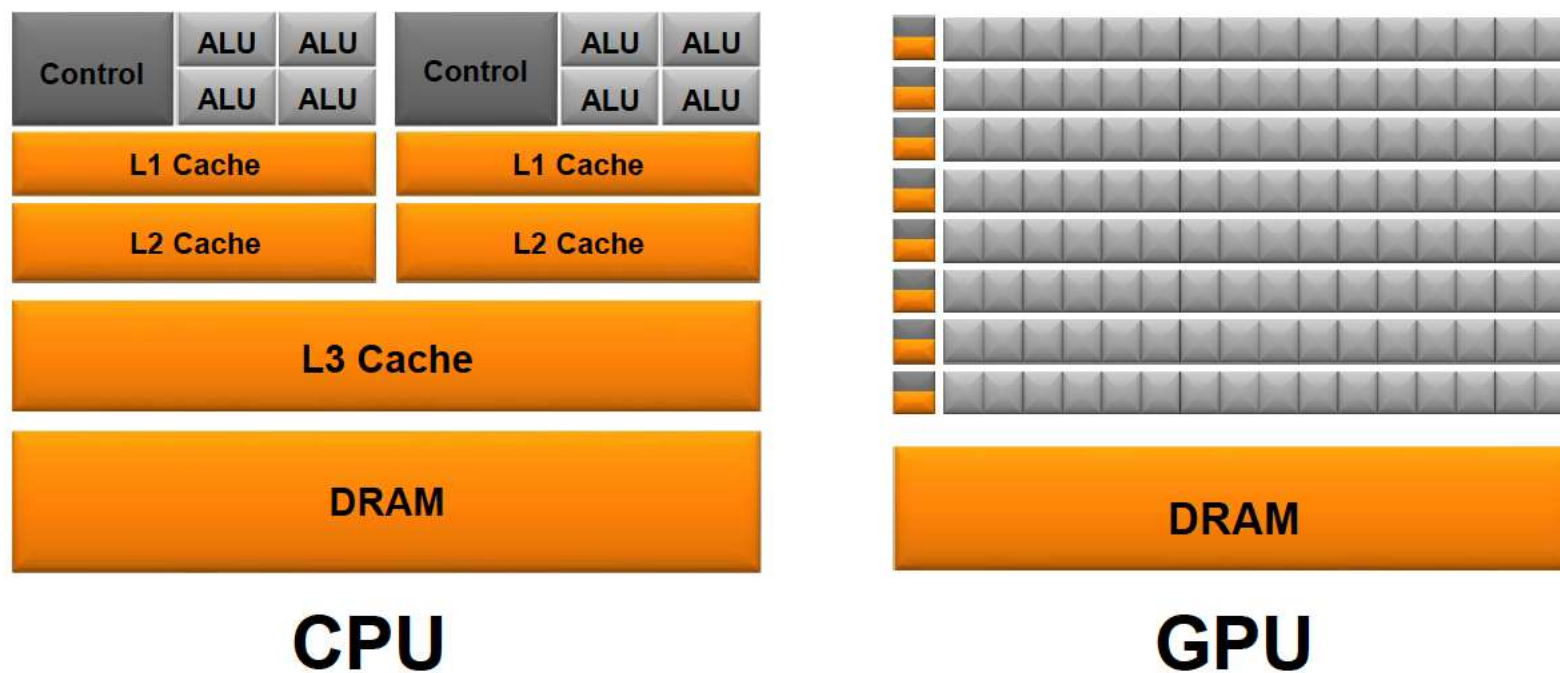 Control
ALU ALU
ALU ALU
Control
ALU ALU
ALU ALU
L1 Cache
L1 Cache
L2 Cache
L2 Cache
L3 Cache
DRAM
DRAM
CPU
GPU